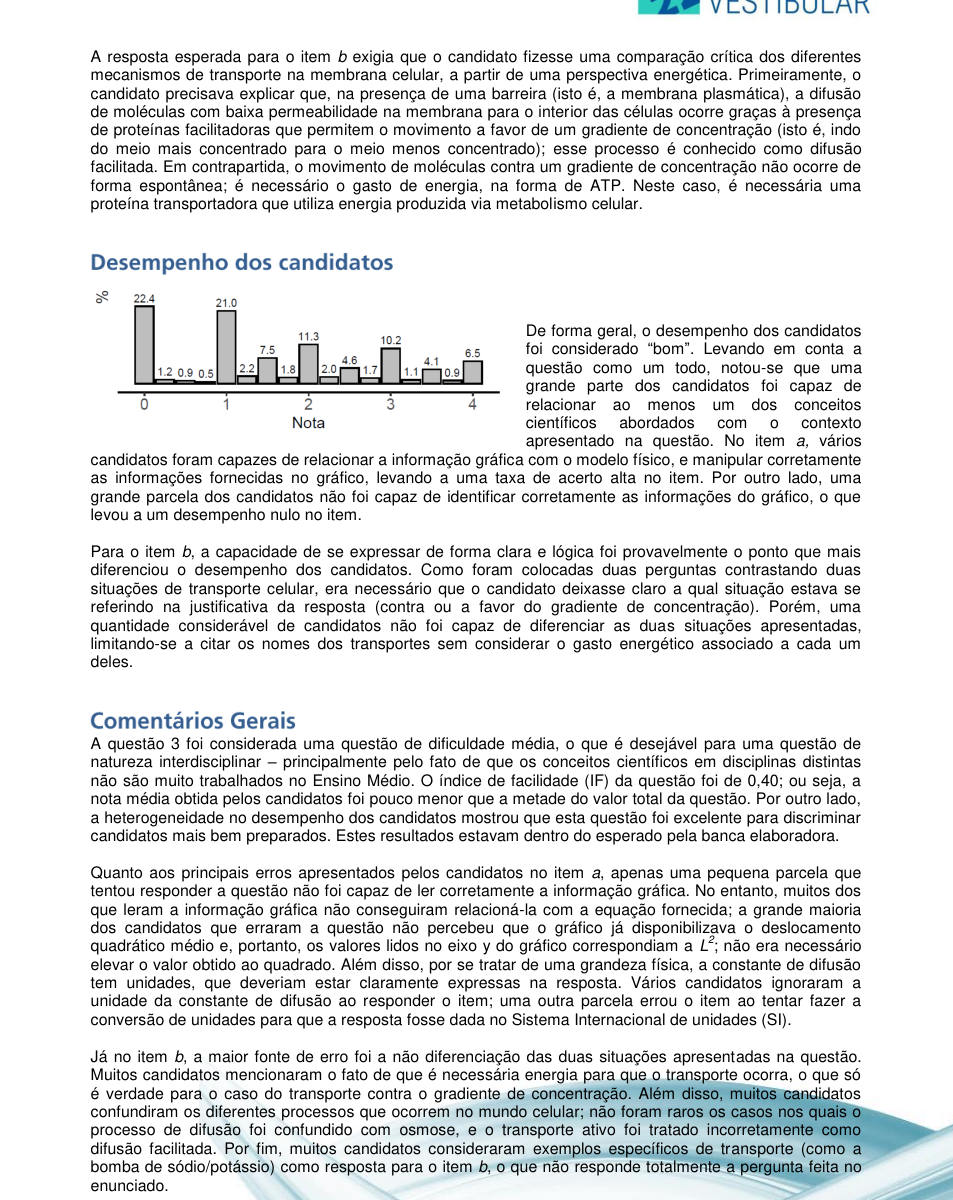 VESTIBULAR
A resposta esperada para o item b exigia que o candidato fizesse uma comparação crítica dos diferentes
mecanismos de transporte na membrana celular, a partir de uma perspectiva energética. Primeiramente, o
candidato precisava explicar que, na presença de uma barreira (isto é, a membrana plasmática), a difusão
de moléculas com baixa permeabilidade na membrana para o interior das células ocorre graças à presença
de proteínas facilitadoras que permitem o movimento a favor de um gradiente de concentração (isto é, indo
do meio mais concentrado para o meio menos concentrado); esse processo é conhecido como difusão
facilitada. Em contrapartida, o movimento de moléculas contra um gradiente de concentração não ocorre de
forma espontânea; é necessário o gasto de energia, na forma de ATP. Neste caso, é necessária uma
proteína transportadora que utiliza energia produzida via metabolismo celular.
Desempenho dos candidatos
%
22.4 1.2 0.9 0.5 21.0 2.2 7.5 1.8 11.3 2.0 4.6 1.7 10.2 1.1 4.1 0.9 6.5
0 1 2 3 4
Nota
De forma geral, o desempenho dos candidatos
foi considerado “bom”. Levando em conta a
questão como um todo, notou-se que uma
grande parte dos candidatos foi capaz de
relacionar ao menos um dos conceitos
científicos abordados com o contexto
apresentado na questão. No item a, vários
candidatos foram capazes de relacionar a informação gráfica com o modelo físico, e manipular corretamente
as informações fornecidas no gráfico, levando a uma taxa de acerto alta no item. Por outro lado, uma
grande parcela dos candidatos não foi capaz de identificar corretamente as informações do gráfico, o que
levou a um desempenho nulo no item.
Para o item b, a capacidade de se expressar de forma clara e lógica foi provavelmente o ponto que mais
diferenciou o desempenho dos candidatos. Como foram colocadas duas perguntas contrastando duas
situações de transporte celular, era necessário que o candidato deixasse claro a qual situação estava se
referindo na justificativa da resposta (contra ou a favor do gradiente de concentração). Porém, uma
quantidade considerável de candidatos não foi capaz de diferenciar as duas situações apresentadas,
limitando-se a citar os nomes dos transportes sem considerar o gasto energético associado a cada um
deles.
Comentários Gerais
A questão 3 foi considerada uma questão de dificuldade média, o que é desejável para uma questão de
natureza interdisciplinar – principalmente pelo fato de que os conceitos científicos em disciplinas distintas
não são muito trabalhados no Ensino Médio. O índice de facilidade (IF) da questão foi de 0,40; ou seja, a
nota média obtida pelos candidatos foi pouco menor que a metade do valor total da questão. Por outro lado,
a heterogeneidade no desempenho dos candidatos mostrou que esta questão foi excelente para discriminar
candidatos mais bem preparados. Estes resultados estavam dentro do esperado pela banca elaboradora.
Quanto aos principais erros apresentados pelos candidatos no item a, apenas uma pequena parcela que
tentou responder a questão não foi capaz de ler corretamente a informação gráfica. No entanto, muitos dos
que leram a informação gráfica não conseguiram relacioná-la com a equação fornecida; a grande maioria
dos candidatos que erraram a questão não percebeu que o gráfico já disponibilizava o deslocamento
quadrático médio e, portanto, os valores lidos no eixo y do gráfico correspondiam a L²; não era necessário
elevar o valor obtido ao quadrado. Além disso, por se tratar de uma grandeza física, a constante de difusão
tem unidades, que deveriam estar claramente expressas na resposta. Vários candidatos ignoraram a
unidade da constante de difusão ao responder o item; uma outra parcela errou o item ao tentar fazer a
conversão de unidades para que a resposta fosse dada no Sistema Internacional de unidades (SI).
Já no item b, a maior fonte de erro foi a não diferenciação das duas situações apresentadas na questão.
Muitos candidatos mencionaram o fato de que é necessária energia para que o transporte ocorra, o que só
é verdade para o caso do transporte contra o gradiente de concentração. Além disso, muitos candidatos
confundiram os diferentes processos que ocorrem no mundo celular; não foram raros os casos nos quais o
processo de difusão foi confundido com osmose, e o transporte ativo foi tratado incorretamente como
difusão facilitada. Por fim, muitos candidatos consideraram exemplos específicos de transporte (como a
bomba de sódio/potássio) como resposta para o item b, o que não responde totalmente a pergunta feita no
enunciado.